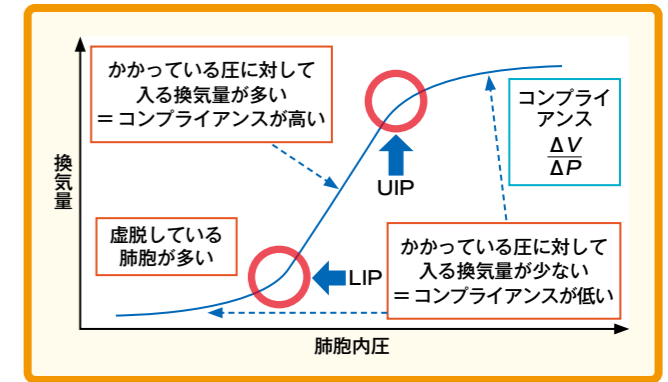 かかっている圧に対して
入る換気量が多い
＝コンプライアンスが高い
コンプライ
アンス
ΔV
ΔP
換気量
UIP
虚脱している
肺胞が多い
LIP
かかっている圧に対して
入る換気量が少ない
＝コンプライアンスが低い
肺胞内圧